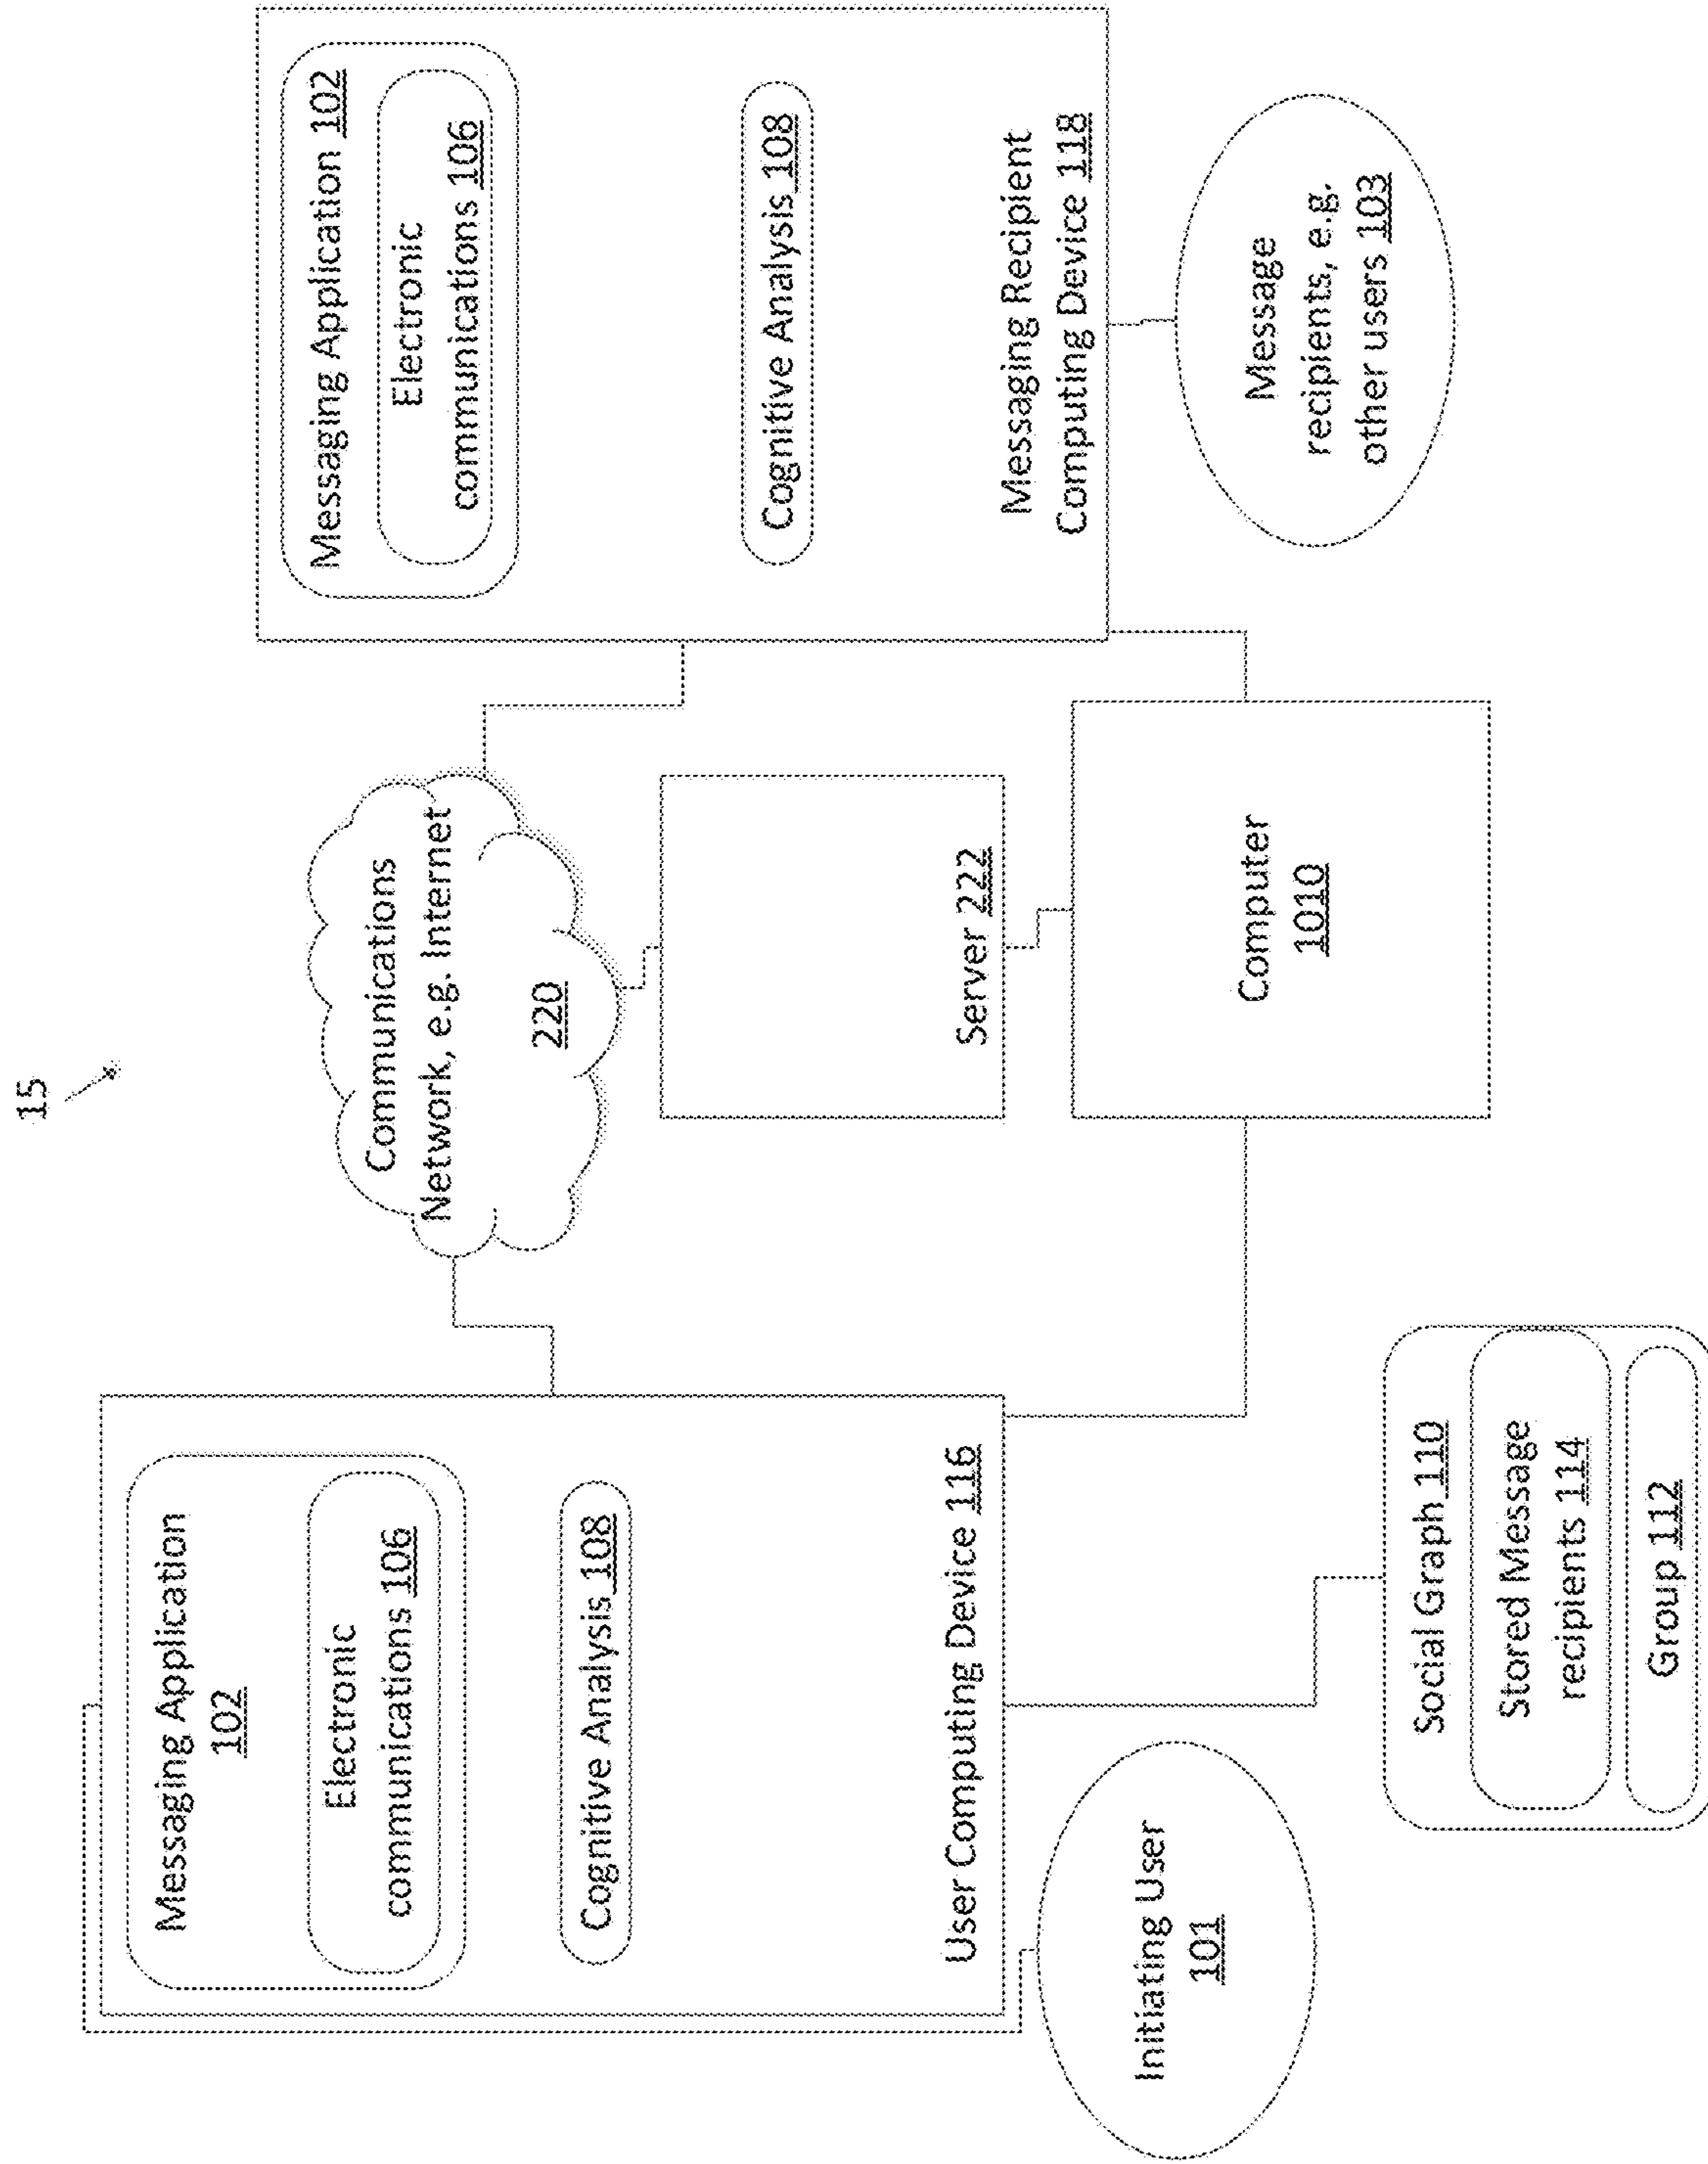 15
Messaging Application
102
Electronic
communications 106
Cognitive Analysis 108
User Computing Device 116
Initiating User
101
Social Graph 110
Stored Message
recipients 114
Group 112
Communications
Network, e.g. Internet
220
Server 222
Computer
1010
Messaging Application 102
Electronic
communications 106
Cognitive Analysis 108
Messaging Recipient
Computing Device 118
Message
recipients, e.g.
other users 103